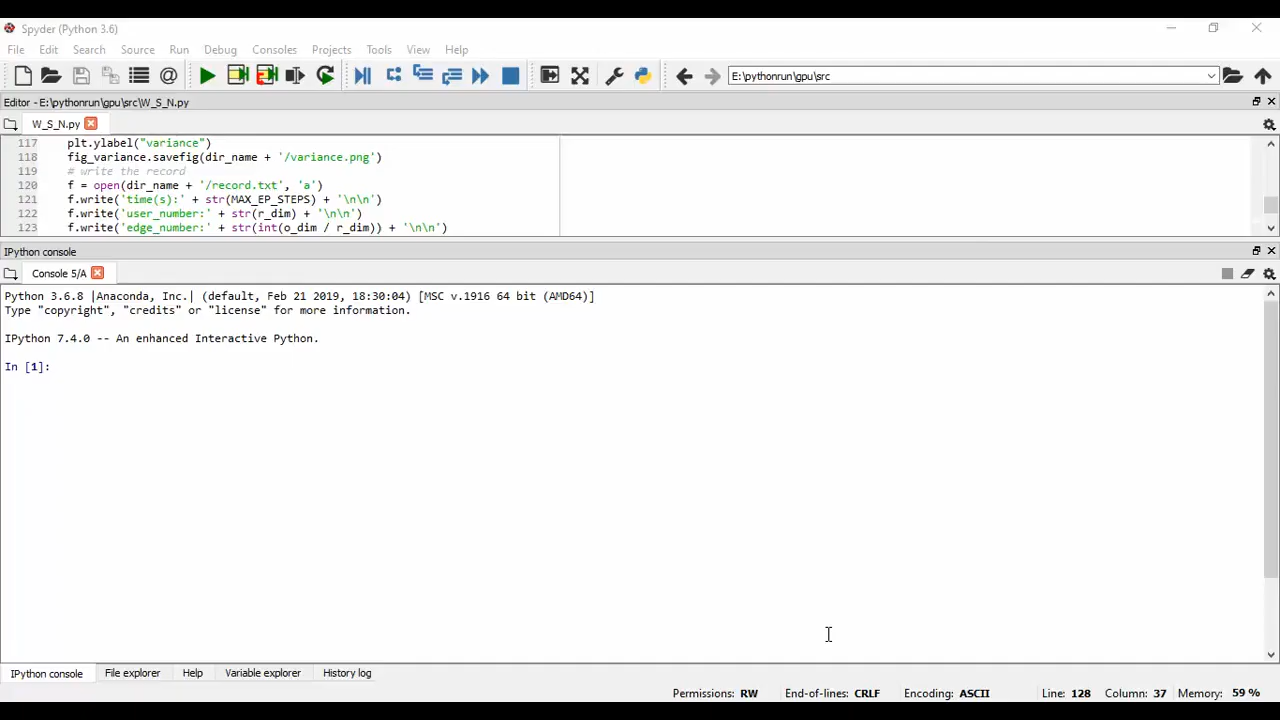 Spyder (Python 3.6)
File Edit Search Source Run Debug Consoles Projects Tools View Help
E:\pythonrun\gpu\src
Editor - E:\pythonrun\gpu\src\W_S_N.py
W_S_N.py
117 plt.ylabel("variance")
118 fig_variance.savefig(dir_name + '/variance.png')
119 # write the record
120 f = open(dir_name + '/record.txt', 'a')
121 f.write('time(s):' + str(MAX_EP_STEPS) + '\n\n')
122 f.write('user_number:' + str(r_dim) + '\n\n')
123 f.write('edge_number:' + str(int(o_dim / r_dim)) + '\n\n')
IPython console
Console 5/A
Python 3.6.8 |Anaconda, Inc.| (default, Feb 21 2019, 18:30:04) [MSC v.1916 64 bit (AMD64)]
Type "copyright", "credits" or "license" for more information.
IPython 7.4.0 -- An enhanced Interactive Python.
In [1]:
IPython console File explorer Help Variable explorer History log
Permissions: RW End-of-lines: CRLF Encoding: ASCII Line: 128 Column: 37 Memory: 59 %